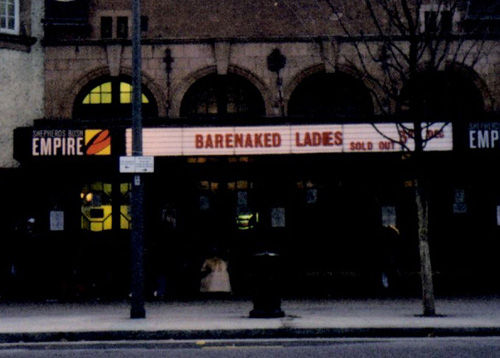 SHEPHERDS BUSH
EMPIRE
BARENAKED LADIES
SOLD OUT
EMP